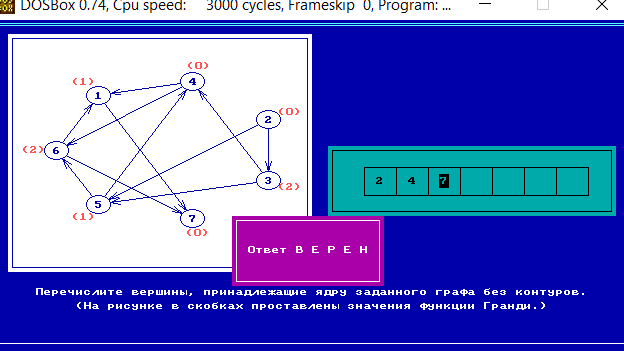 DOSBox 0.74, Cpu speed: 3000 cycles, Frameskip 0, Program: ...
(0)
4
(1)
1
2
(0)
(2)
6
3
(2)
5
(1)
7
(0)
2 4 7
Ответ В Е Р Е Н
Перечислите вершины, принадлежащие ядру заданного графа без контуров.
(На рисунке в скобках проставлены значения функции Гранди.)